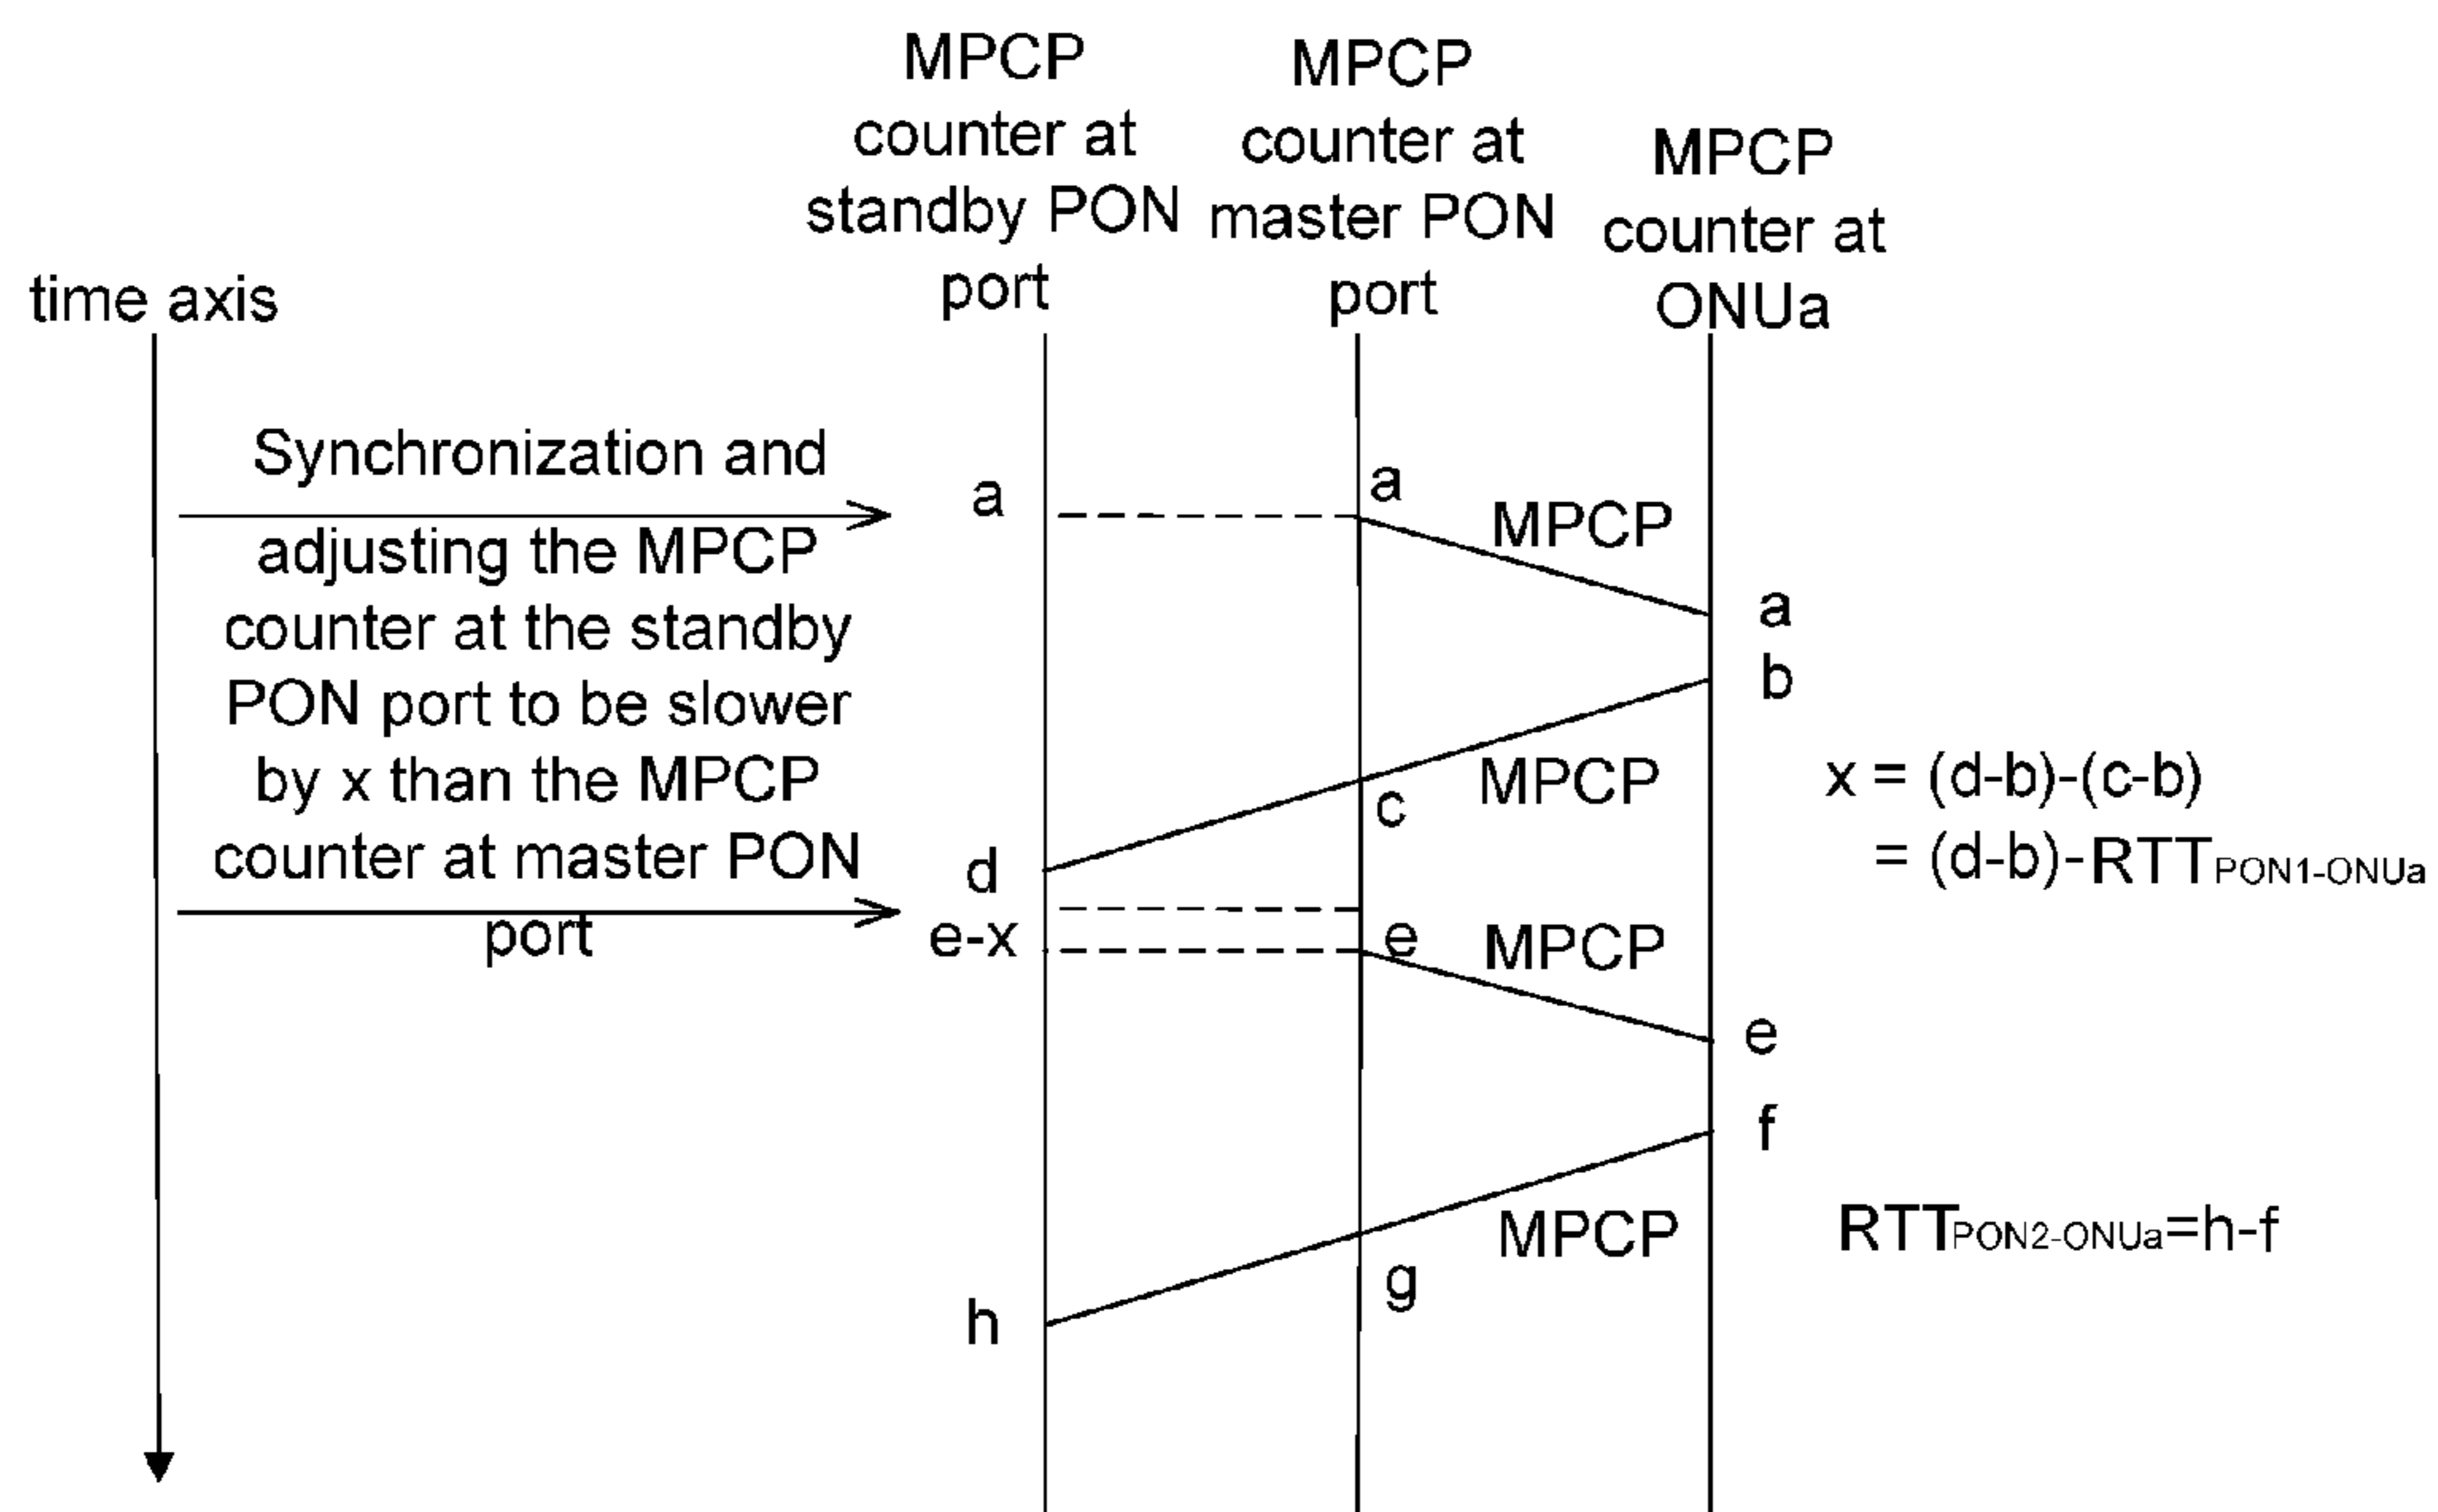 time axis
MPCP
counter at
standby PON
port
MPCP
counter at
master PON
port
MPCP
counter at
ONUa
Synchronization and
adjusting the MPCP
counter at the standby
PON port to be slower
by x than the MPCP
counter at master PON
port
a
a
MPCP
a
b
MPCP
c
d
x = (d-b)-(c-b)
= (d-b)-RTTPON1-ONUa
e-x
e
MPCP
e
f
MPCP
g
h
RTTPON2-ONUa=h-f